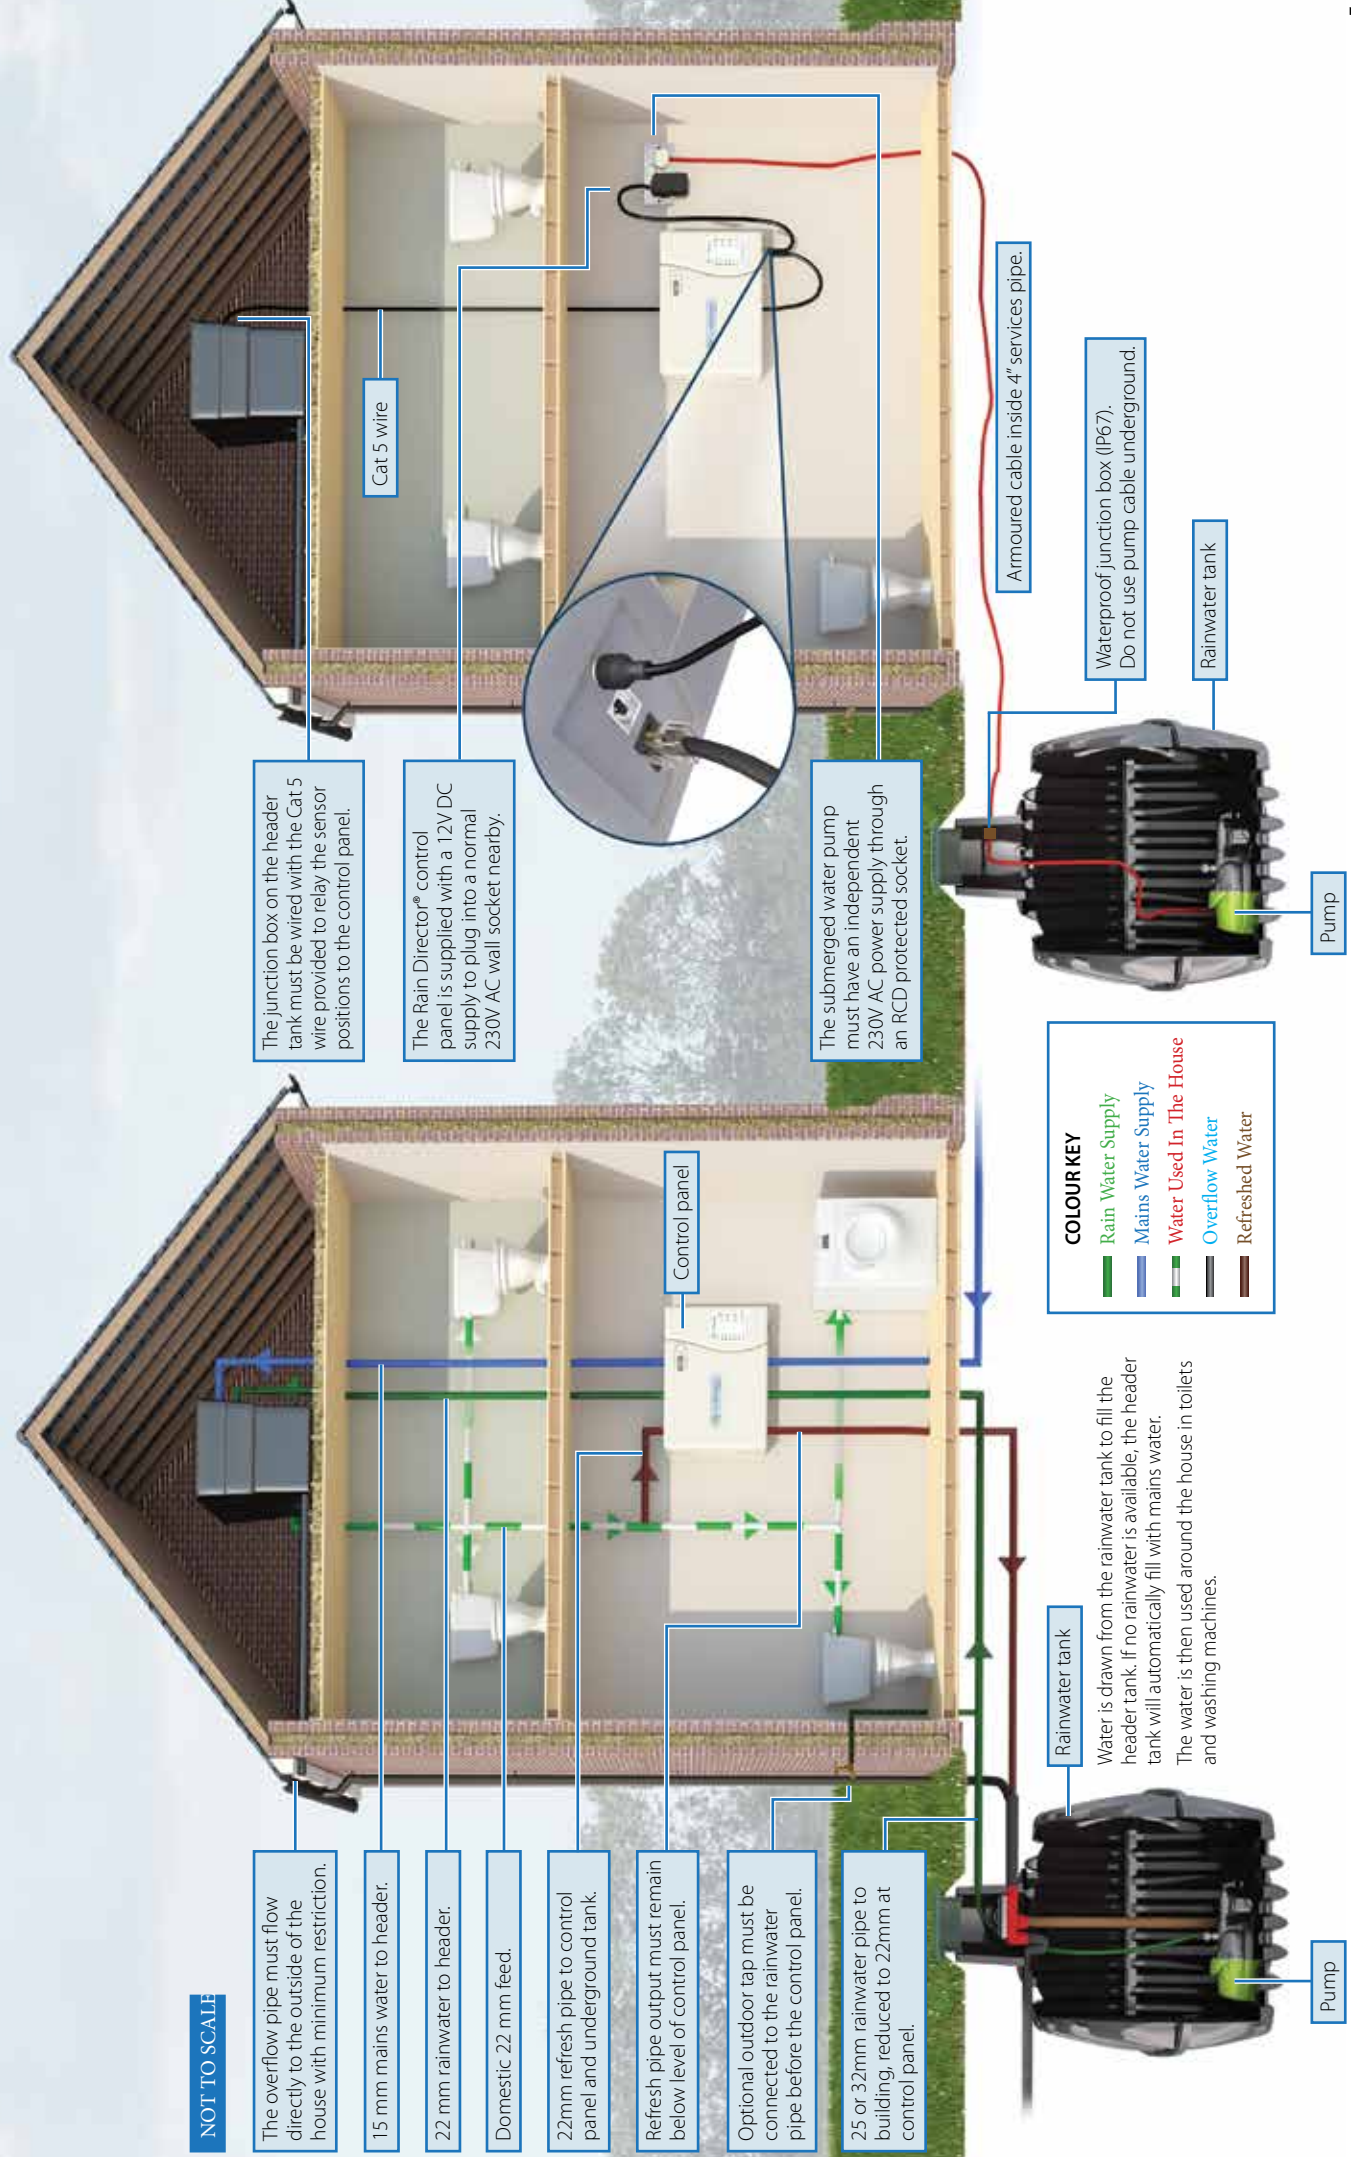 NOT TO SCALE
The overflow pipe must flow
directly to the outside of the
house with minimum restriction.
15 mm mains water to header.
22 mm rainwater to header.
Domestic 22 mm feed.
22mm refresh pipe to control
panel and underground tank.
Refresh pipe output must remain
below level of control panel.
Optional outdoor tap must be
connected to the rainwater
pipe before the control panel.
25 or 32mm rainwater pipe to
building, reduced to 22mm at
control panel.
Pump
Rainwater tank
Control panel
Water is drawn from the rainwater tank to fill the
header tank. If no rainwater is available, the header
tank will automatically fill with mains water.
The water is then used around the house in toilets
and washing machines.
COLOUR KEY
Rain Water Supply
Mains Water Supply
Water Used In The House
Overflow Water
Refreshed Water
The junction box on the header
tank must be wired with the Cat 5
wire provided to relay the sensor
positions to the control panel.
The Rain Director® control
panel is supplied with a 12V DC
supply to plug into a normal
230V AC wall socket nearby.
The submerged water pump
must have an independent
230V AC power supply through
an RCD protected socket.
Cat 5 wire
Armoured cable inside 4" services pipe.
Waterproof junction box (IP67).
Do not use pump cable underground.
Rainwater tank
Pump